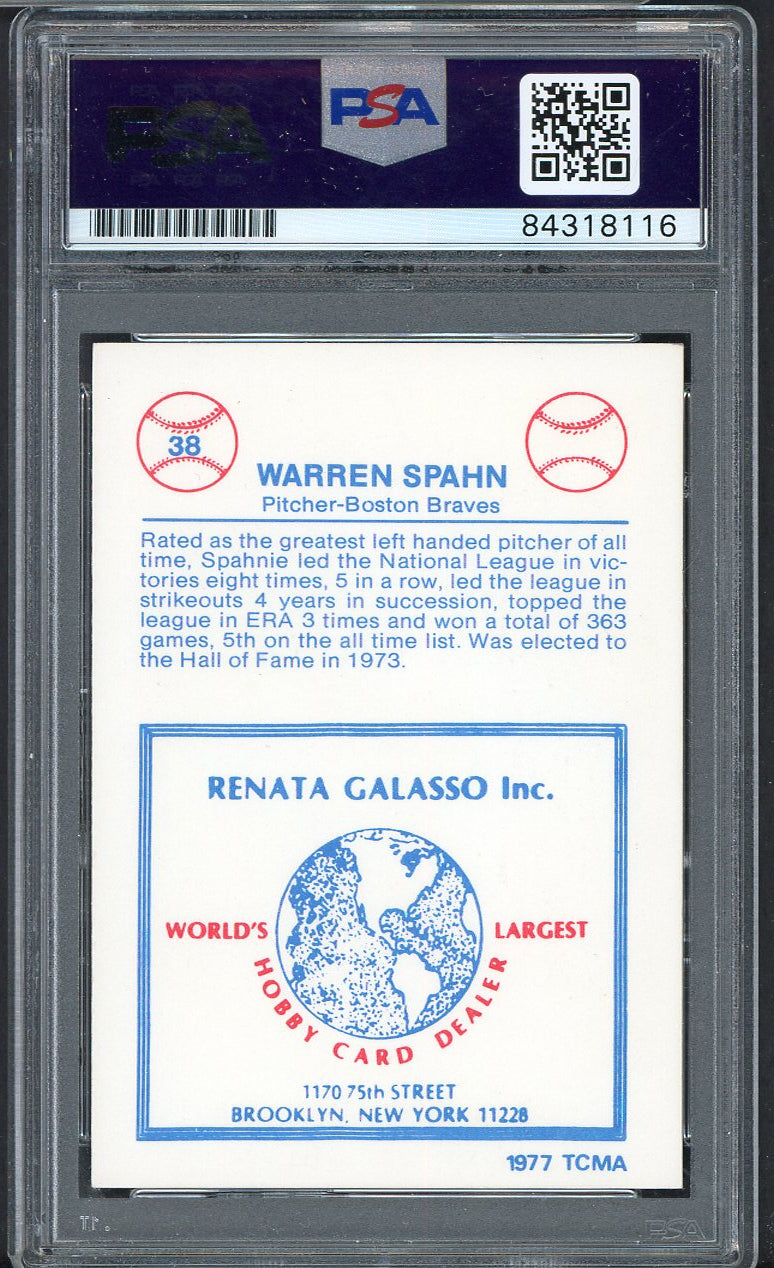 PSA
PSA
84318116
38
WARREN SPAHN
Pitcher-Boston Braves
Rated as the greatest left handed pitcher of all
time, Spahnie led the National League in vic-
tories eight times, 5 in a row, led the league in
strikeouts 4 years in succession, topped the
league in ERA 3 times and won a total of 363
games, 5th on the all time list. Was elected to
the Hall of Fame in 1973.
RENATA GALASSO Inc.
WORLD'S LARGEST
HOBBY CARD DEALER
1170 75th STREET
BROOKLYN, NEW YORK 11228
1977 TCMA
PSA